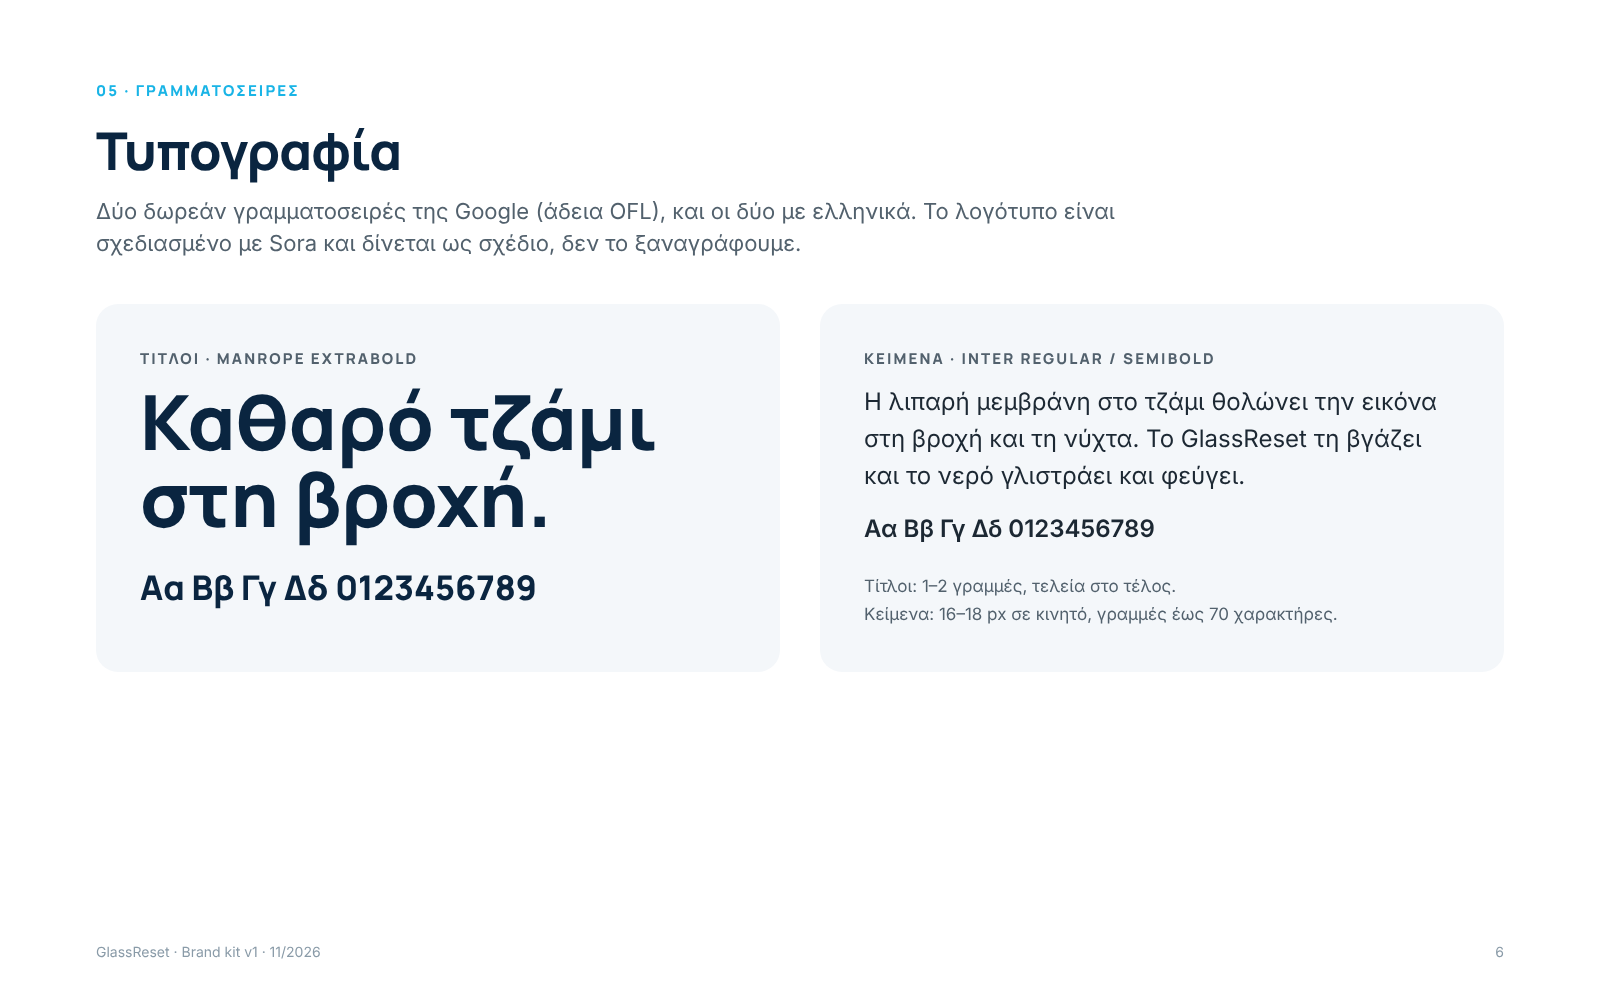 05 · ΓΡΑΜΜΑΤΟΣΕΙΡΕΣ
Τυπογραφία
Δύο δωρεάν γραμματοσειρές της Google (άδεια OFL), και οι δύο με ελληνικά. Το λογότυπο είναι
σχεδιασμένο με Sora και δίνεται ως σχέδιο, δεν το ξαναγράφουμε.
ΤΙΤΛΟΙ · MANROPE EXTRABOLD
Καθαρό τζάμι
στη βροχή.
Αα Ββ Γγ Δδ 0123456789
ΚΕΙΜΕΝΑ · INTER REGULAR / SEMIBOLD
Η λιπαρή μεμβράνη στο τζάμι θολώνει την εικόνα
στη βροχή και τη νύχτα. Το GlassReset τη βγάζει
και το νερό γλιστράει και φεύγει.
Αα Ββ Γγ Δδ 0123456789
Τίτλοι: 1–2 γραμμές, τελεία στο τέλος.
Κείμενα: 16–18 px σε κινητό, γραμμές έως 70 χαρακτήρες.
GlassReset · Brand kit v1 · 11/2026
6